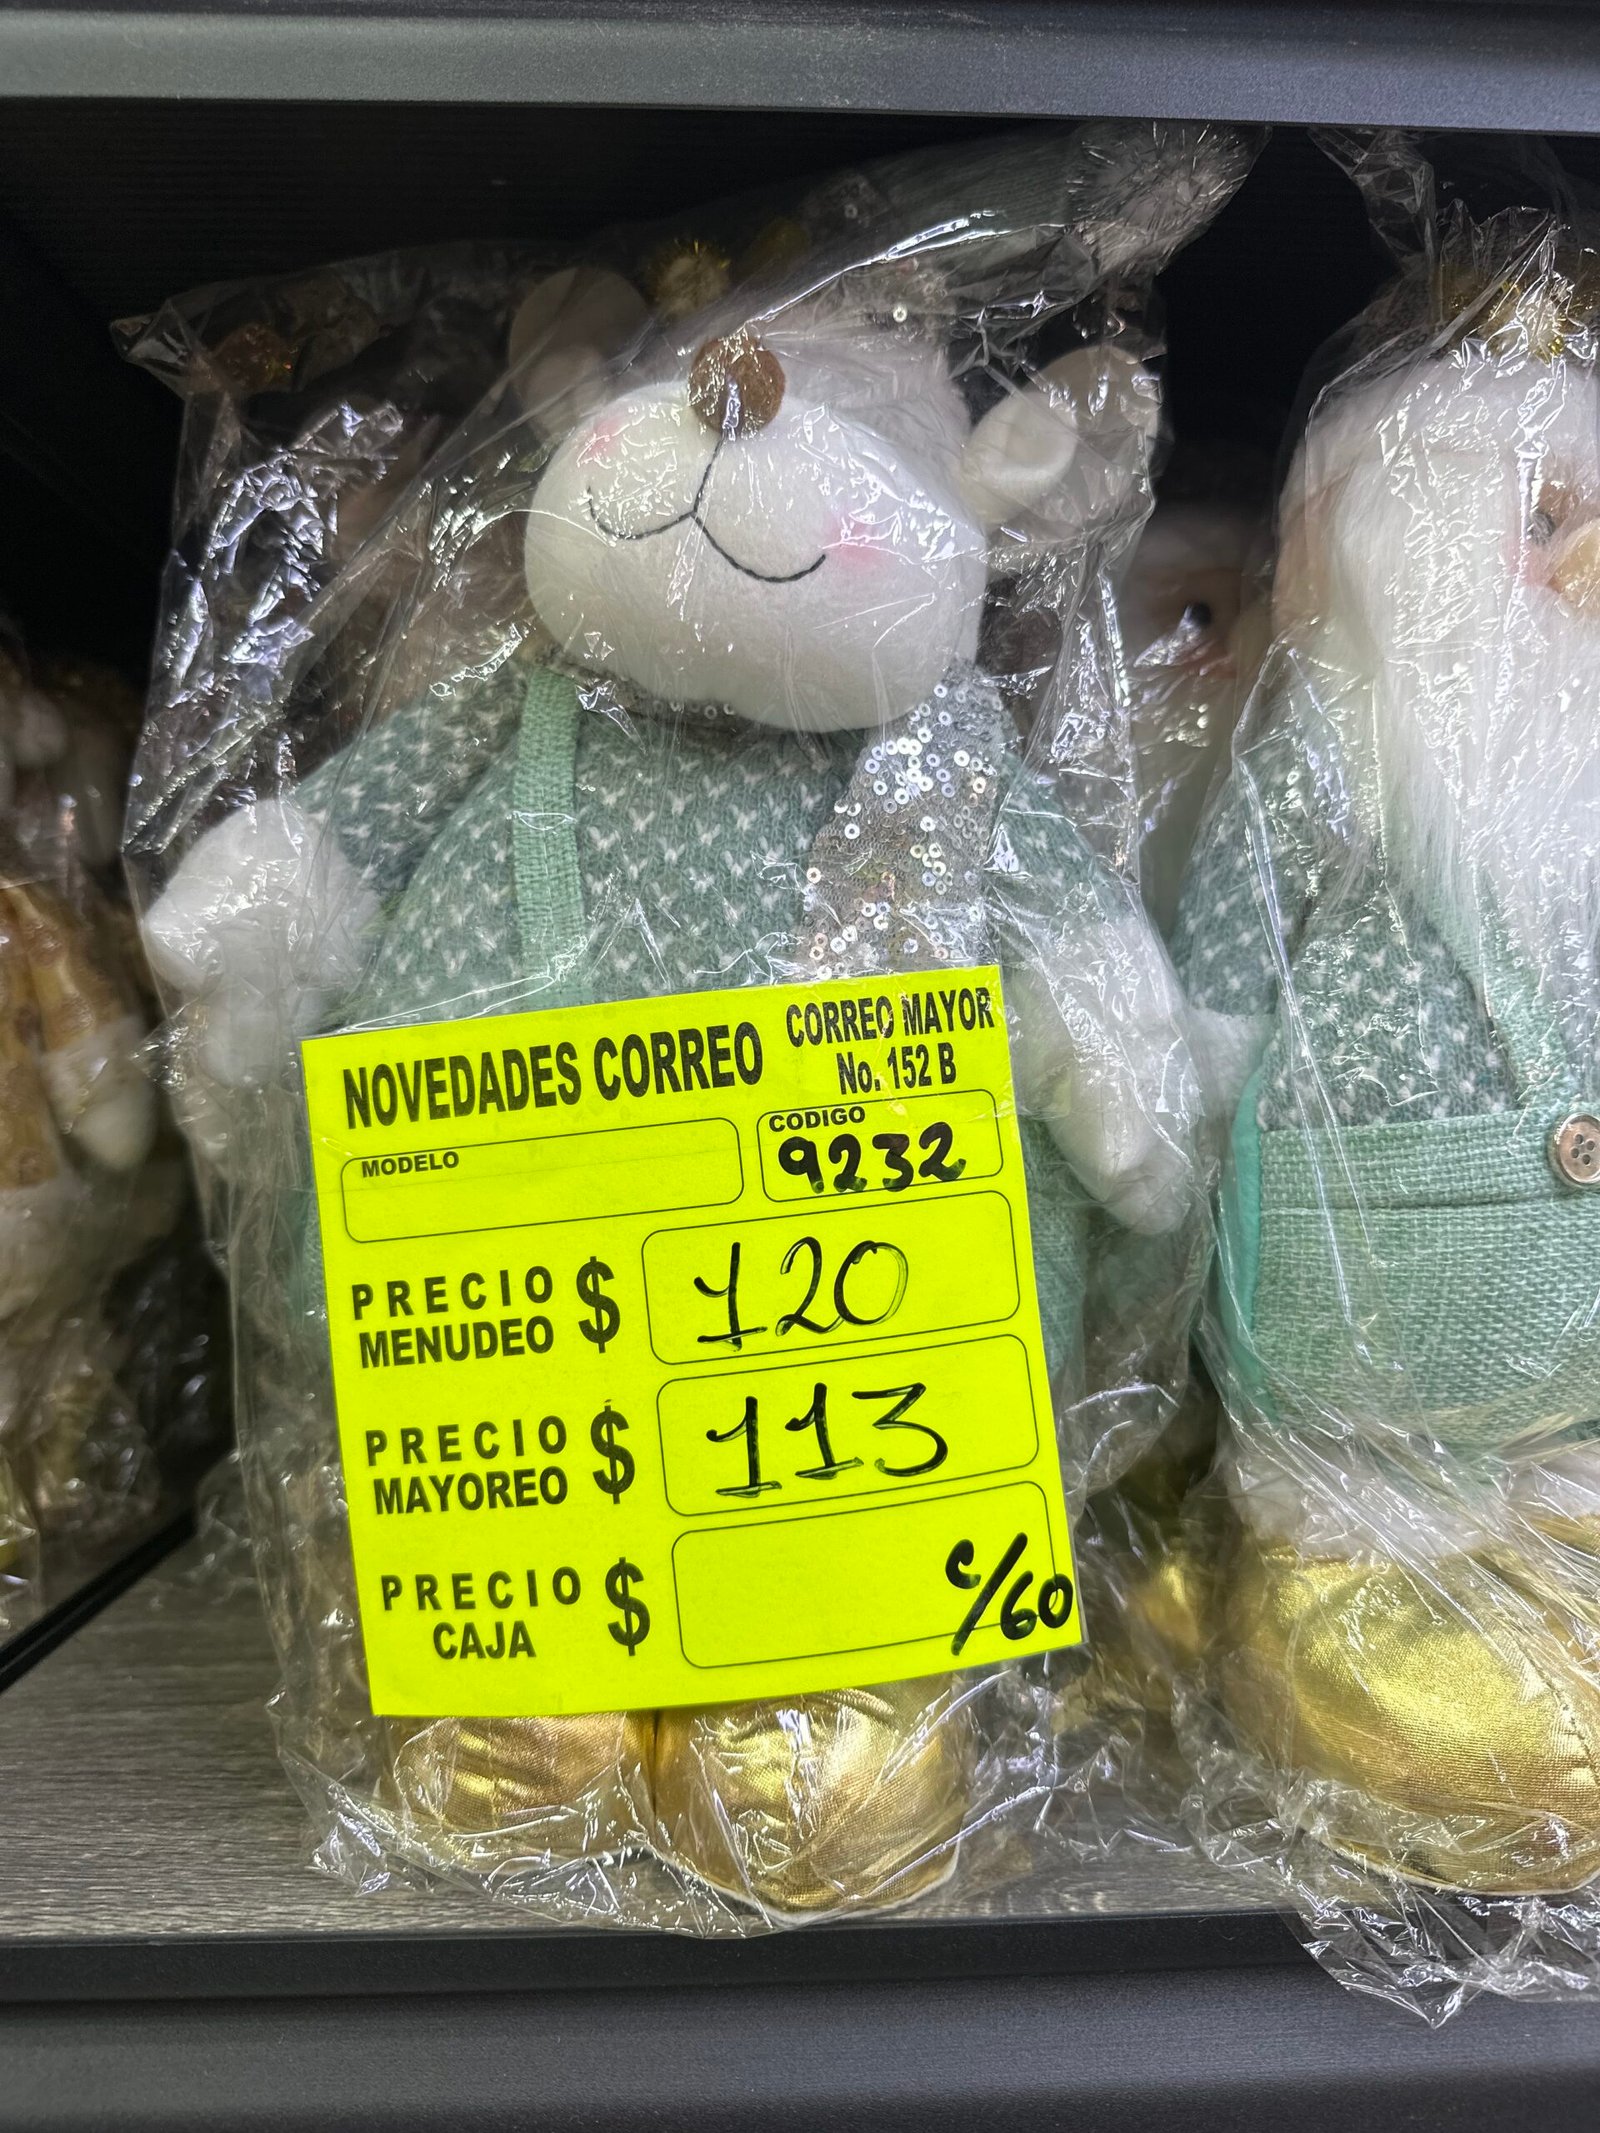 NOVEDADES CORREO
CORREO MAYOR
No. 152 B
MODELO
CODIGO
9232
PRECIO
MENUDEO $ 120
PRECIO
MAYOREO $ 113
PRECIO
CAJA $ c/60